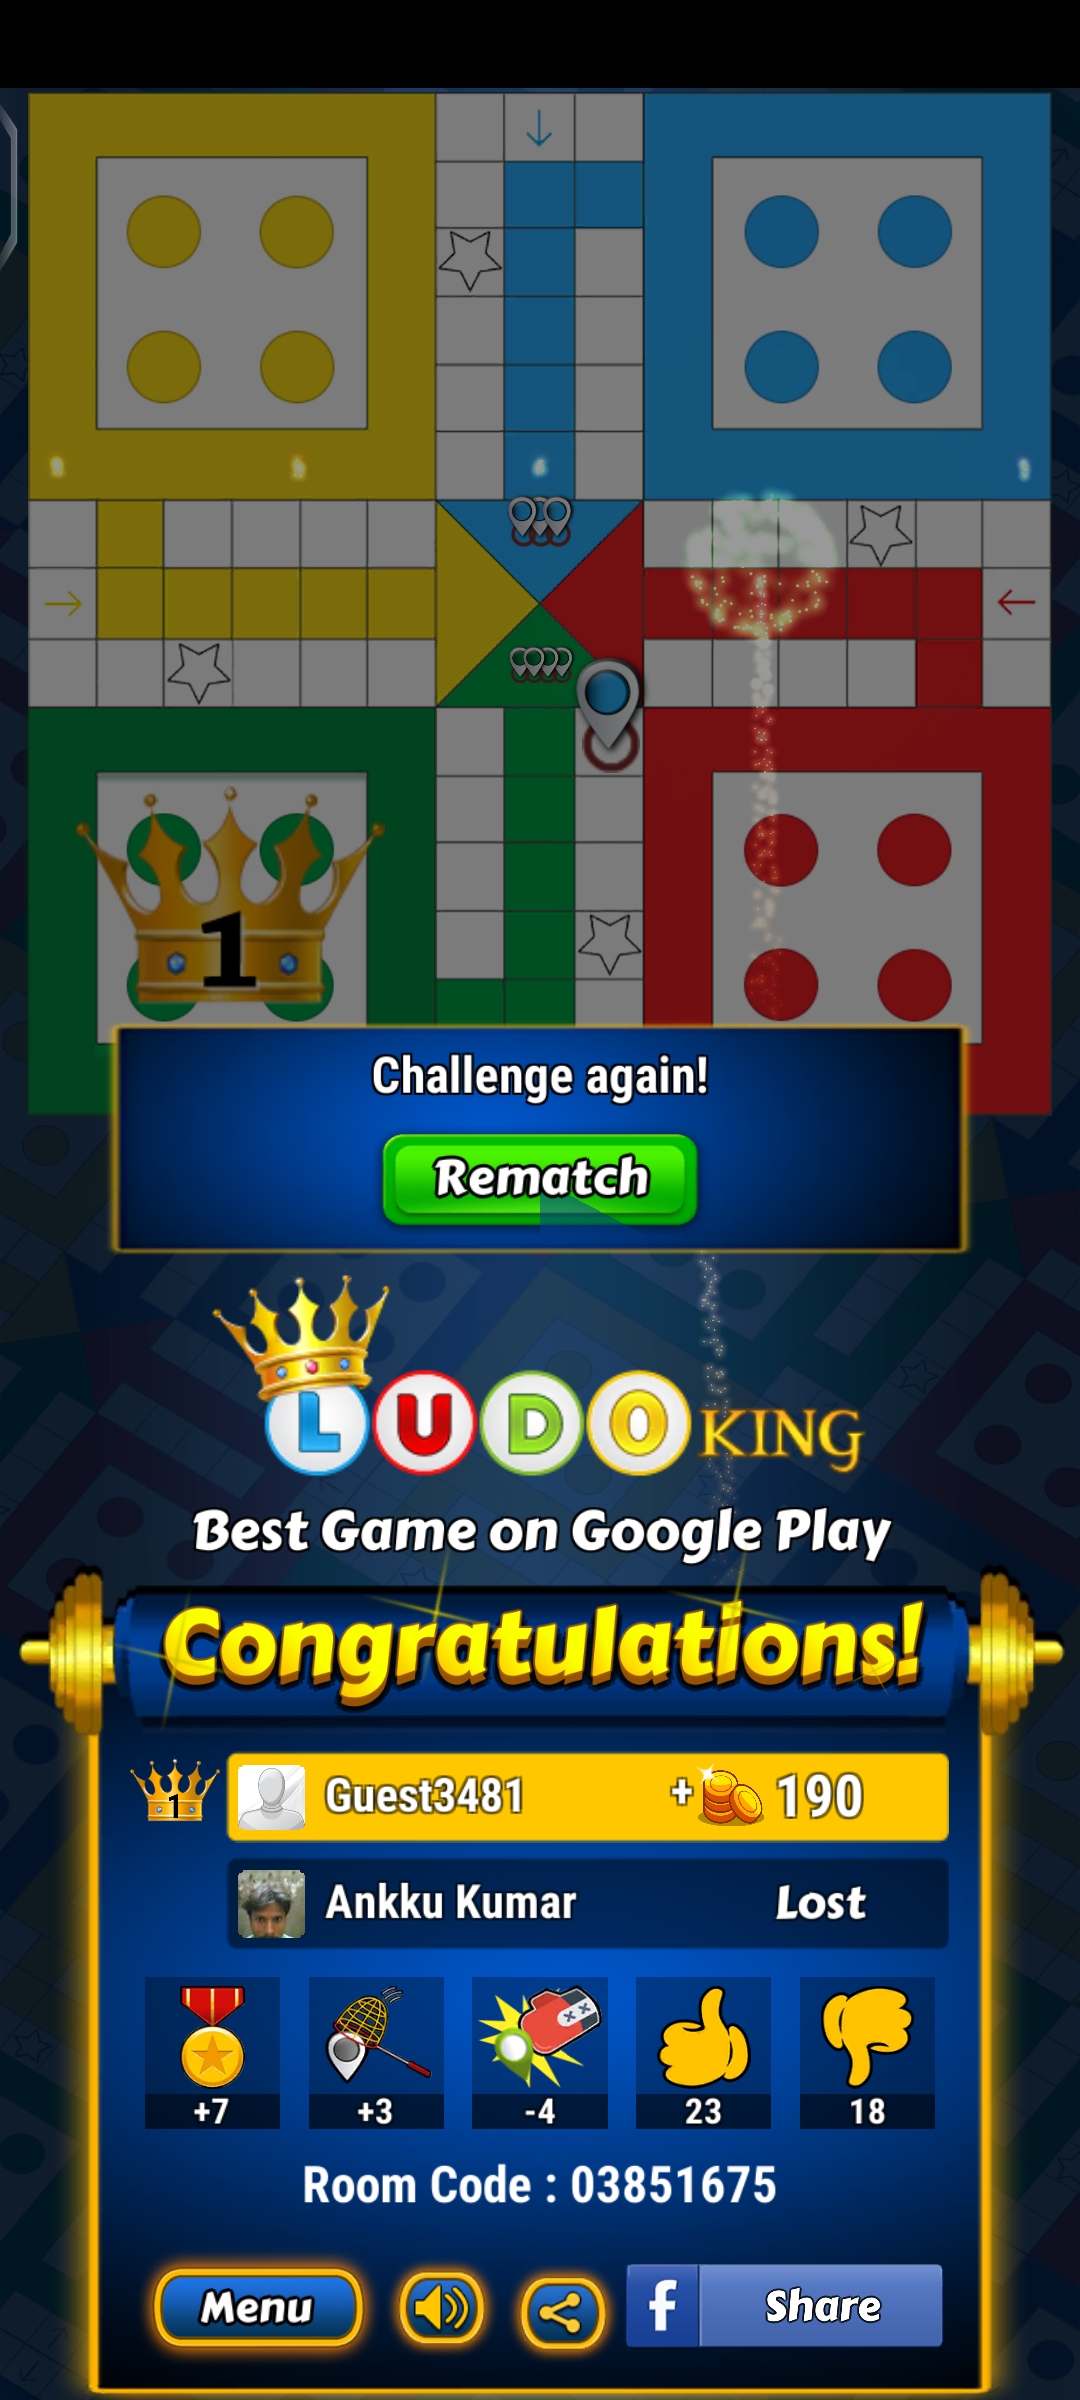 1
Challenge again!
Rematch
LUDO KING
Best Game on Google Play
Congratulations!
1 Guest3481 + 190
Ankku Kumar Lost
+7 +3 -4 23 18
Room Code : 03851675
Menu f Share